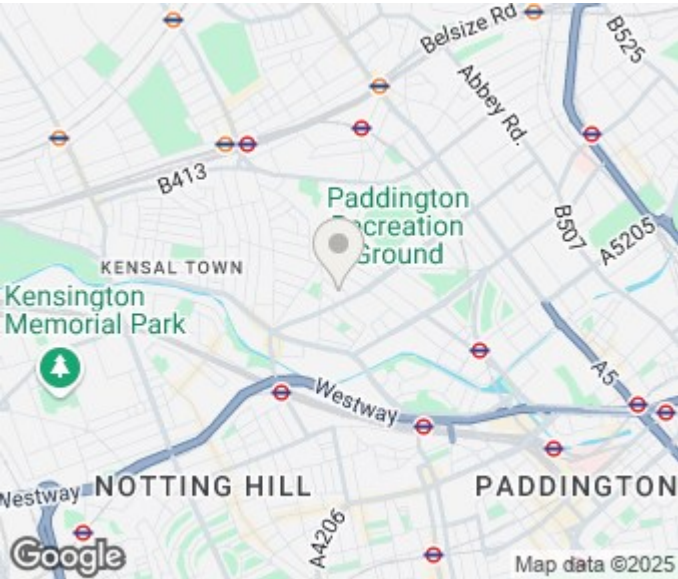 Belsize Rd
B525
Abbey Rd.
B413
Paddington
Recreation
Ground
B507
A5205
KENSAL TOWN
Kensington
Memorial Park
A5
Westway
Westway
NOTTING HILL
PADDINGTON
A4206
Google
Map data ©2025